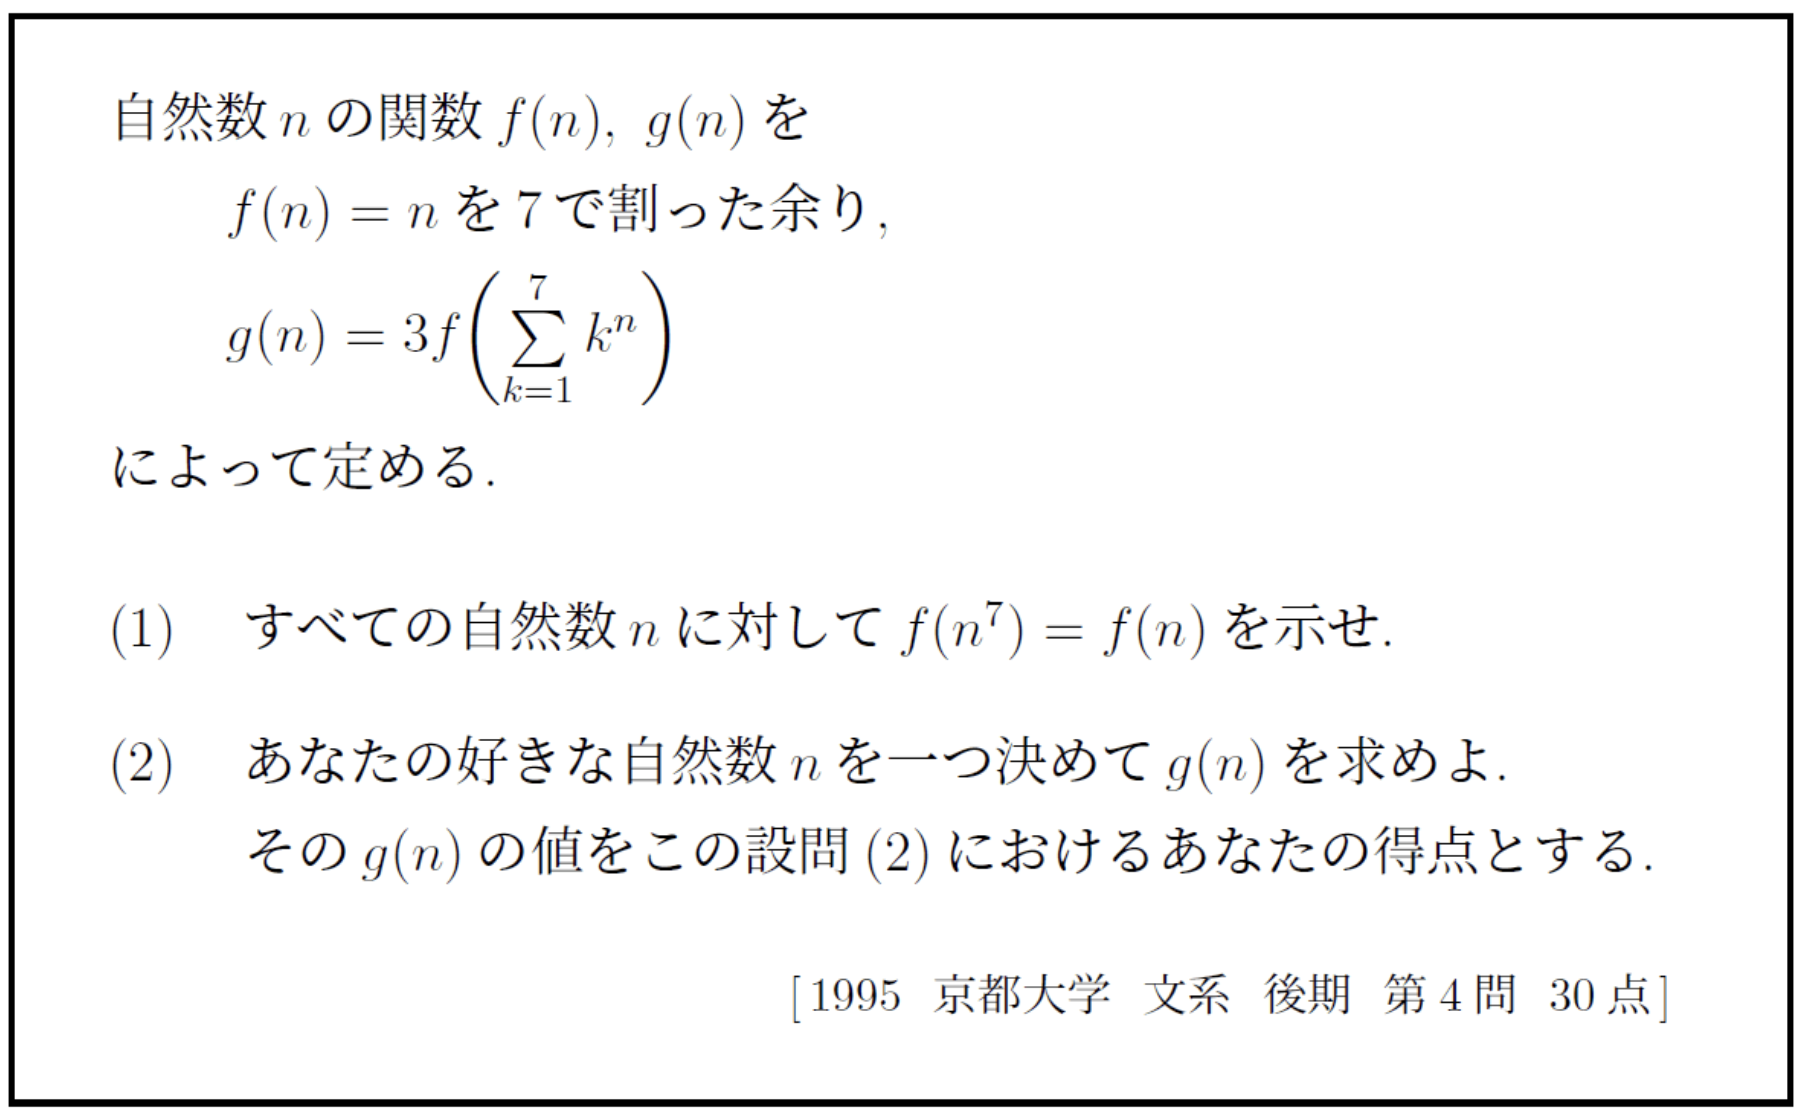 自然数 n の関数 f(n), g(n) を
f(n) = n を 7 で割った余り,
g(n) = 3f(∑_{k=1}^{7} k^n)
によって定める.
(1) すべての自然数 n に対して f(n^7) = f(n) を示せ.
(2) あなたの好きな自然数 n を一つ決めて g(n) を求めよ.
その g(n) の値をこの設問 (2) におけるあなたの得点とする.
[1995 京都大学 文系 後期 第 4 問 30 点]